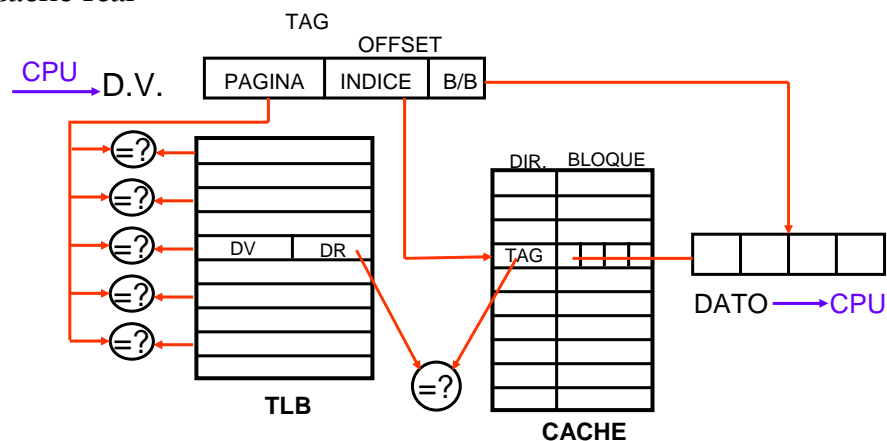 TAG
OFFSET
CPU
D.V.
PAGINA INDICE B/B
=?
=?
=?
=?
=?
DIR. BLOQUE
DV DR
TAG
DATO CPU
=?
TLB
CACHE